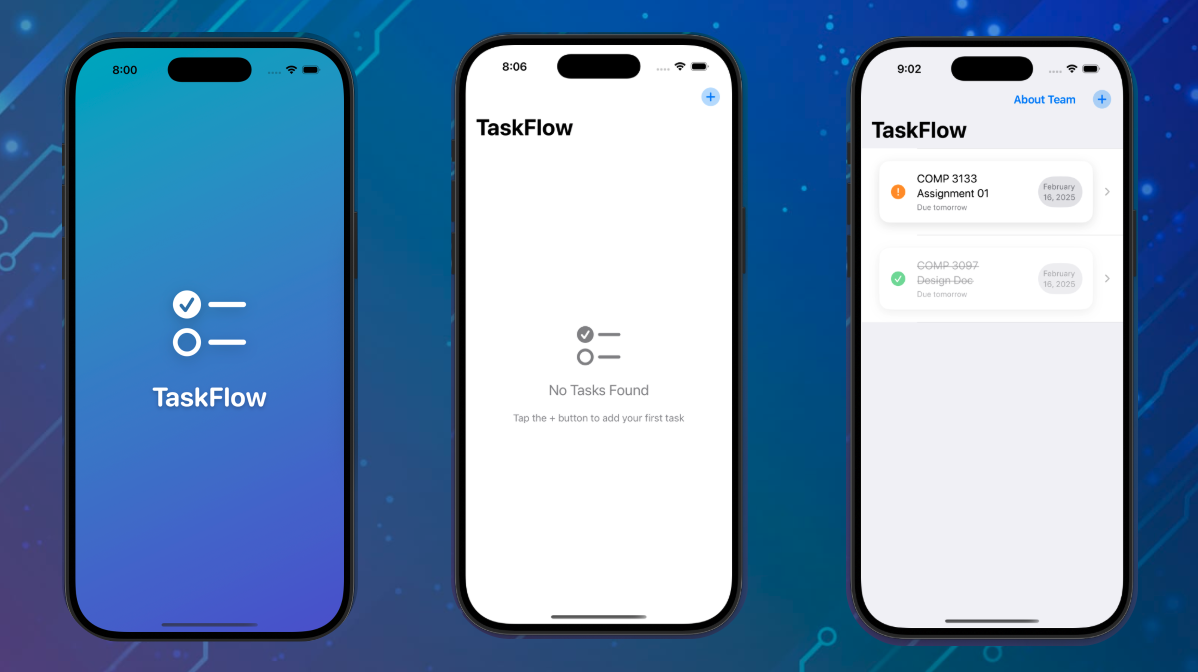 8:00
TaskFlow
8:06
+
TaskFlow
No Tasks Found
Tap the + button to add your first task
9:02
About Team +
TaskFlow
COMP 3133
Assignment 01
Due tomorrow
February
16, 2025
COMP 3097
Design Doc
Due tomorrow
February
16, 2025